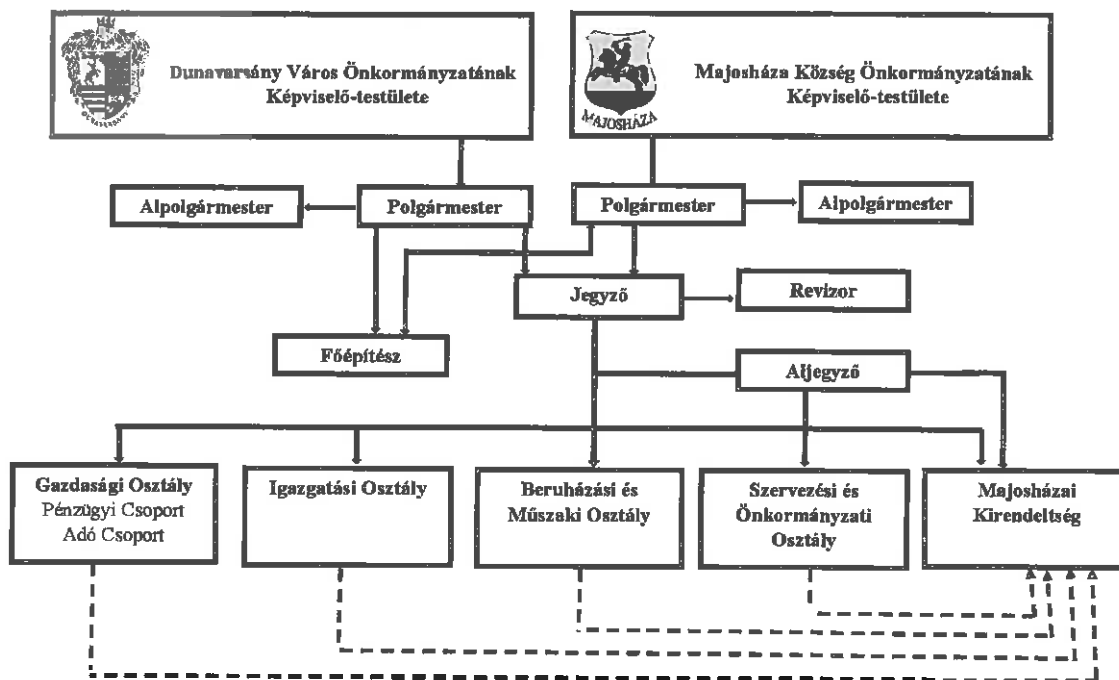 Dunavarsány Város Önkormányzatának
Képviselő-testülete
DUNAVARSÁNY
Majosháza Község Önkormányzatának
Képviselő-testülete
MAJOSHÁZA
Alpolgármester
Polgármester
Polgármester
Alpolgármester
Jegyző
Revizor
Főépítész
Aljegyző
Gazdasági Osztály
Pénzügyi Csoport
Adó Csoport
Igazgatási Osztály
Beruházási és
Műszaki Osztály
Szervezési és
Önkormányzati
Osztály
Majosházai
Kirendeltség